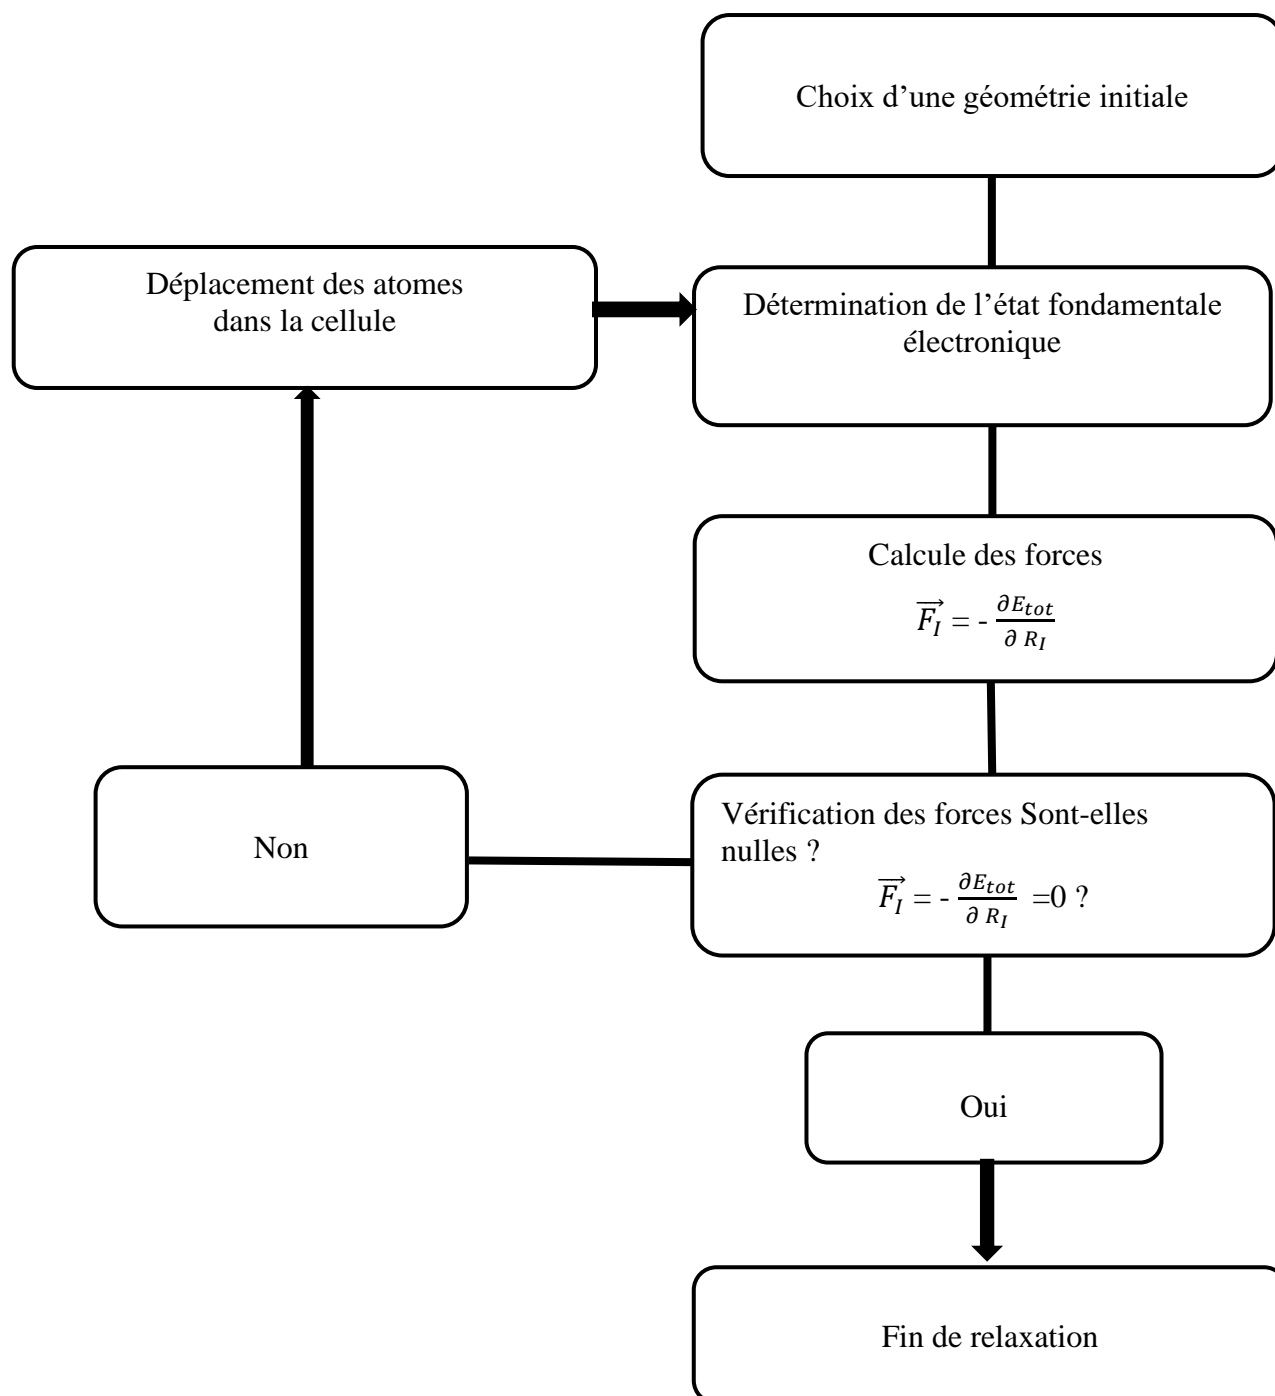 Choix d’une géométrie initiale
Déplacement des atomes
dans la cellule
Détermination de l’état fondamentale
électronique
Calcule des forces
$\overrightarrow{F_I}$ = - $\frac{\partial E_{tot}}{\partial R_I}$
Non
Vérification des forces Sont-elles
nulles ?
$\overrightarrow{F_I}$ = - $\frac{\partial E_{tot}}{\partial R_I}$ =0 ?
Oui
Fin de relaxation